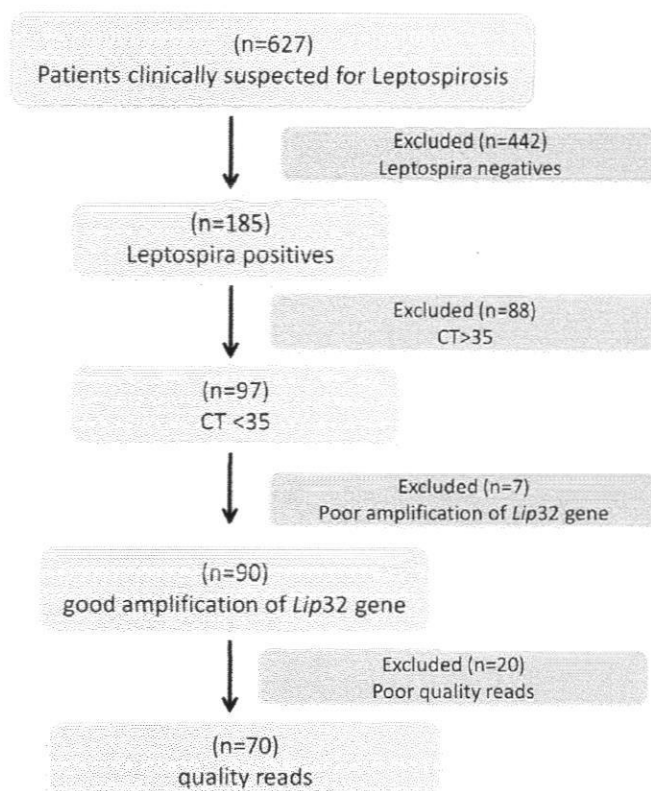 (n=627)
Patients clinically suspected for Leptospirosis
Excluded (n=442)
Leptospira negatives
(n=185)
Leptospira positives
Excluded (n=88)
CT>35
(n=97)
CT <35
Excluded (n=7)
Poor amplification of Lip32 gene
(n=90)
good amplification of Lip32 gene
Excluded (n=20)
Poor quality reads
(n=70)
quality reads